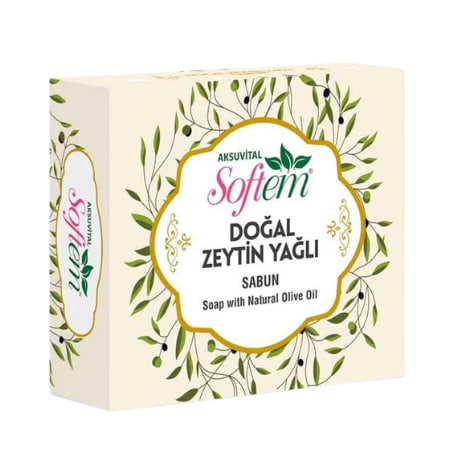 AKSUVİTAL
Softem®
DOĞAL
ZEYTİN YAĞLI
SABUN
Soap with Natural Olive Oil
AKSUVİTAL
Softem®